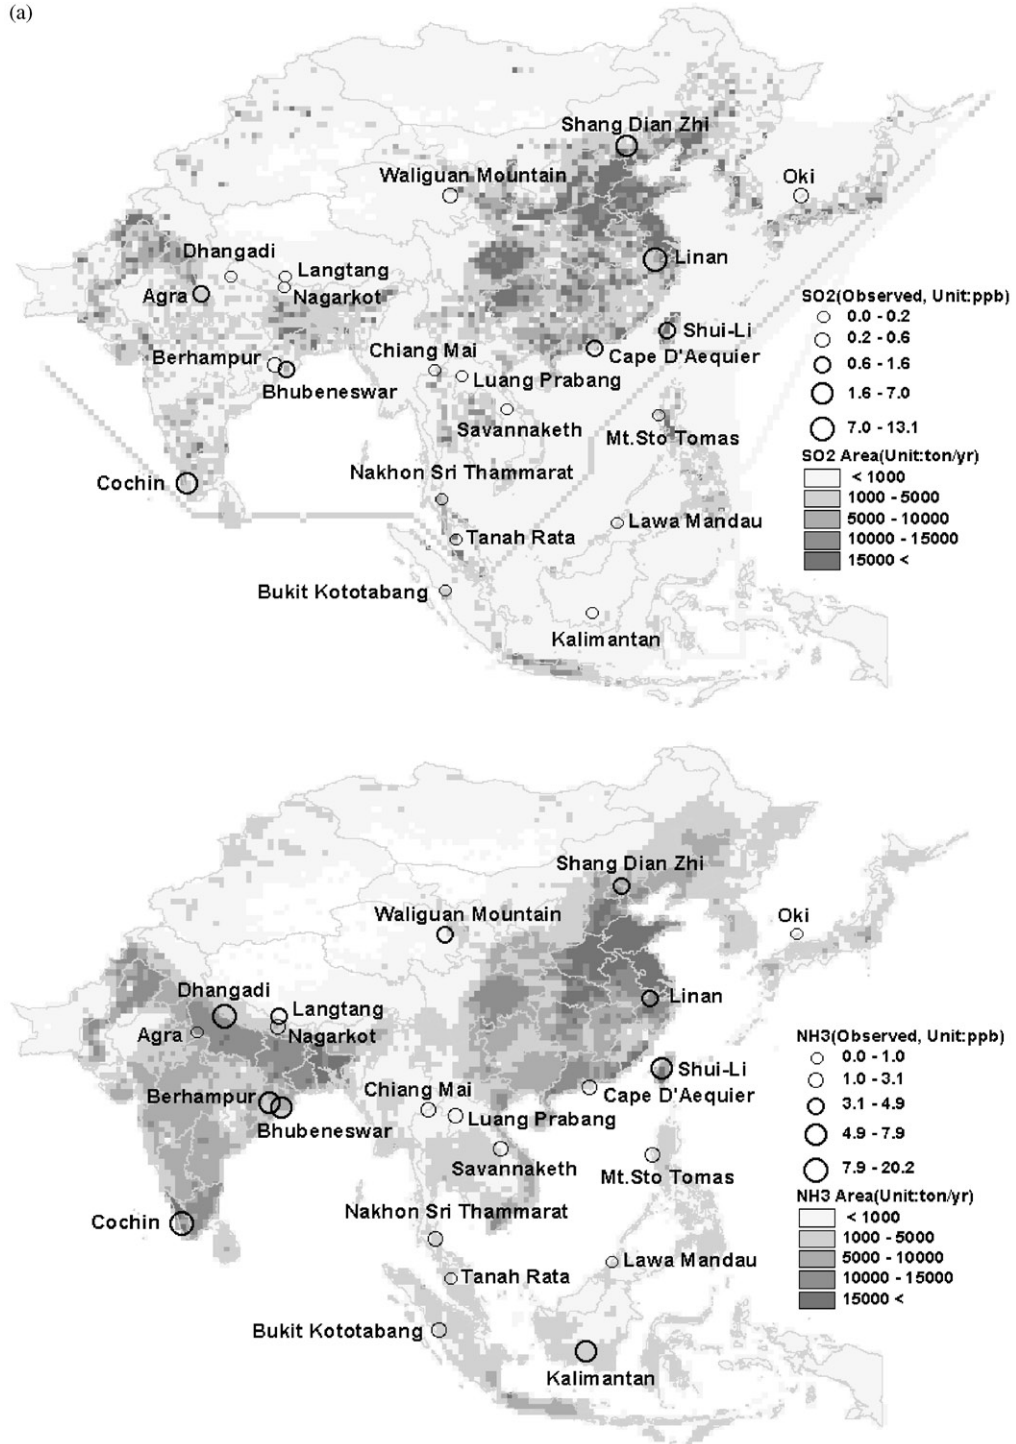 (a)
Shang Dian Zhi
Waliguan Mountain
Oki
Dhangadi
Langtang
Linan
Agra
Nagarkot
SO2(Observed, Unit:ppb)
0.0 - 0.2
0.2 - 0.6
0.6 - 1.6
1.6 - 7.0
7.0 - 13.1
Shui-Li
Berhampur
Chiang Mai
Cape D'Aequier
Bhubeneswar
Luang Prabang
Savannaketh
Mt.Sto Tomas
SO2 Area(Unit:ton/yr)
< 1000
1000 - 5000
5000 - 10000
10000 - 15000
15000 <
Nakhon Sri Thammarat
Cochin
Lawa Mandau
Tanah Rata
Bukit Kototabang
Kalimantan
Shang Dian Zhi
Waliguan Mountain
Oki
Dhangadi
Linan
Langtang
Agra
Nagarkot
NH3(Observed, Unit:ppb)
0.0 - 1.0
1.0 - 3.1
3.1 - 4.9
4.9 - 7.9
7.9 - 20.2
Shui-Li
Berhampur
Chiang Mai
Cape D'Aequier
Luang Prabang
Bhubeneswar
Savannaketh
Mt.Sto Tomas
NH3 Area(Unit:ton/yr)
< 1000
1000 - 5000
5000 - 10000
10000 - 15000
15000 <
Nakhon Sri Thammarat
Cochin
Lawa Mandau
Tanah Rata
Bukit Kototabang
Kalimantan